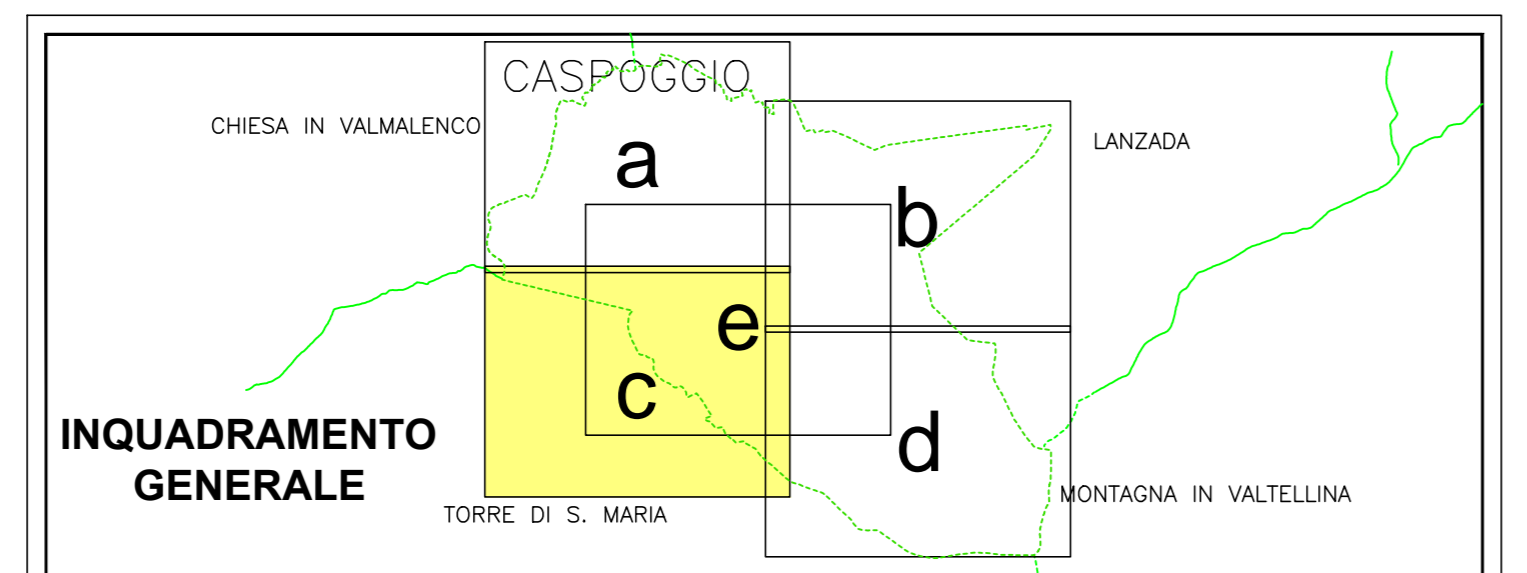 CASPOGGIO
CHIESA IN VALMALENCO
LANZADA
a
b
e
c
d
INQUADRAMENTO
GENERALE
MONTAGNA IN VALTELLINA
TORRE DI S. MARIA